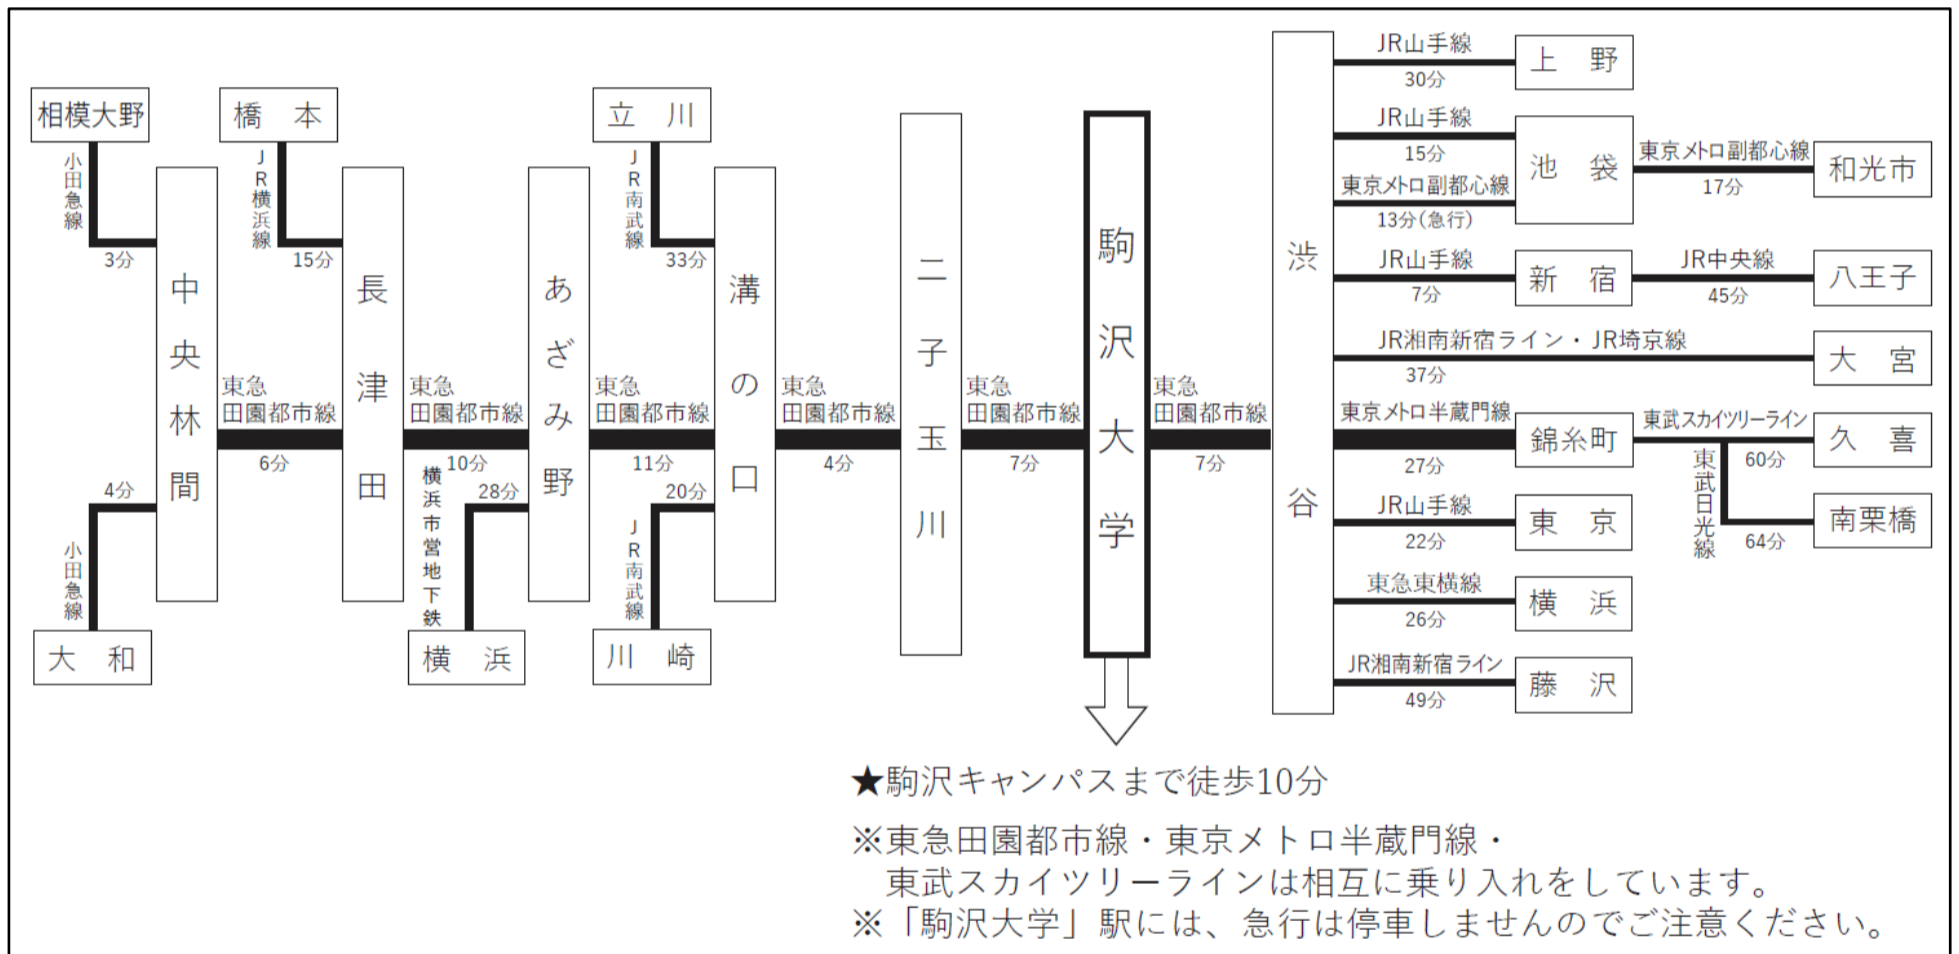 相模大野
小田急線
3分
中央林間
4分
小田急線
大和
東急
田園都市線
6分
橋本
JR横浜線
15分
長津田
東急
田園都市線
10分
横浜市営地下鉄
28分
横浜
あざみ野
東急
田園都市線
11分
立川
JR南武線
33分
溝の口
20分
JR南武線
川崎
東急
田園都市線
4分
二子玉川
東急
田園都市線
7分
駒沢大学
東急
田園都市線
7分
渋谷
JR山手線
30分
上野
JR山手線
15分
東京メトロ副都心線
13分(急行)
池袋
東京メトロ副都心線
17分
和光市
JR山手線
7分
新宿
JR中央線
45分
八王子
JR湘南新宿ライン・JR埼京線
37分
大宮
東京メトロ半蔵門線
27分
錦糸町
東武スカイツリーライン
60分
久喜
東武日光線
64分
南栗橋
JR山手線
22分
東京
東急東横線
26分
横浜
JR湘南新宿ライン
49分
藤沢
★駒沢キャンパスまで徒歩10分
※東急田園都市線・東京メトロ半蔵門線・
東武スカイツリーラインは相互に乗り入れをしています。
※「駒沢大学」駅には、急行は停車しませんのでご注意ください。